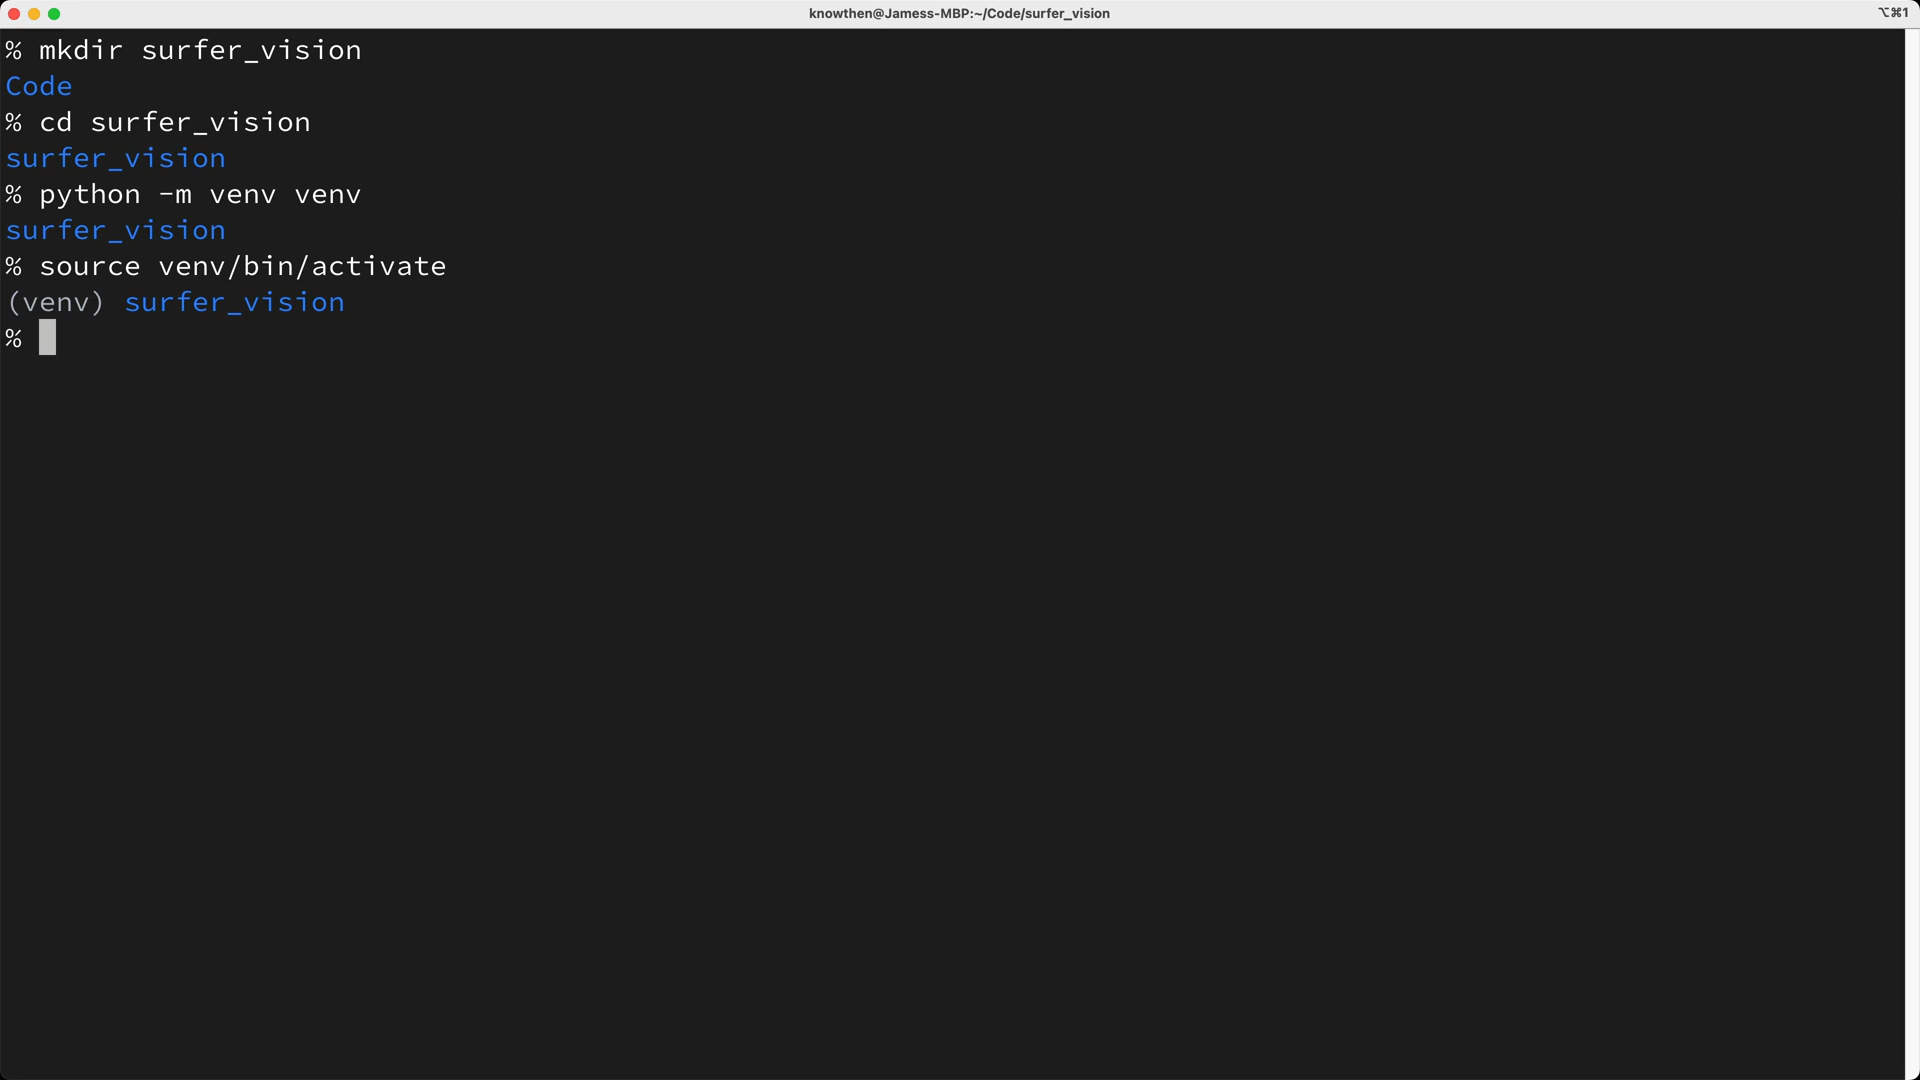 knowthen@Jamess-MBP:~/Code/surfer_vision
⌥⌘1
% mkdir surfer_vision
Code
% cd surfer_vision
surfer_vision
% python -m venv venv
surfer_vision
% source venv/bin/activate
(venv) surfer_vision
%